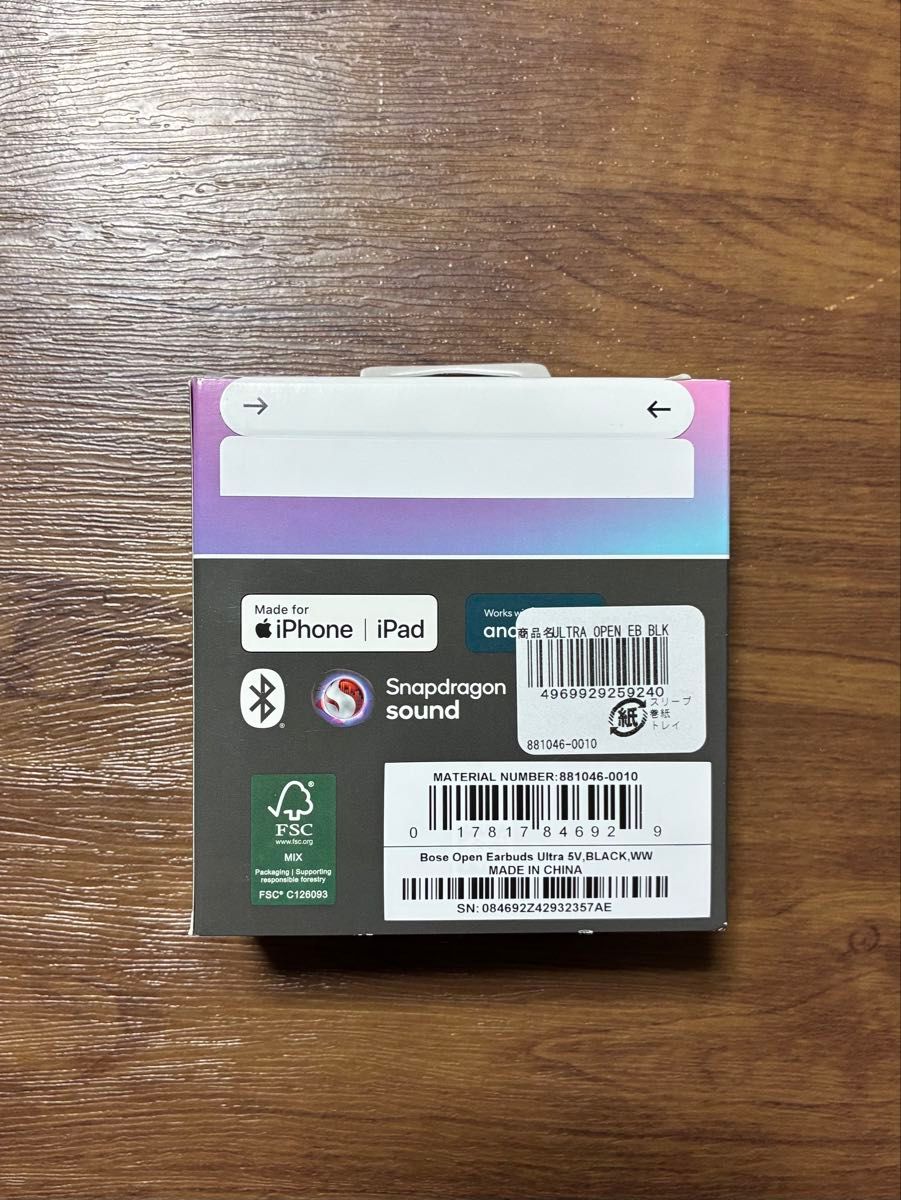 → ←
Made for
iPhone | iPad
Works
and
Snapdragon
sound
商品名ULTRA OPEN EB BLK
4969929259240
紙
スリーブ
巻紙
トレイ
881046-0010
MATERIAL NUMBER:881046-0010
0 17817 84692 9
Bose Open Earbuds Ultra 5V,BLACK,WW
MADE IN CHINA
SN: 084692Z42932357AE
FSC
www.fsc.org
MIX
Packaging | Supporting
responsible forestry
FSC® C126093